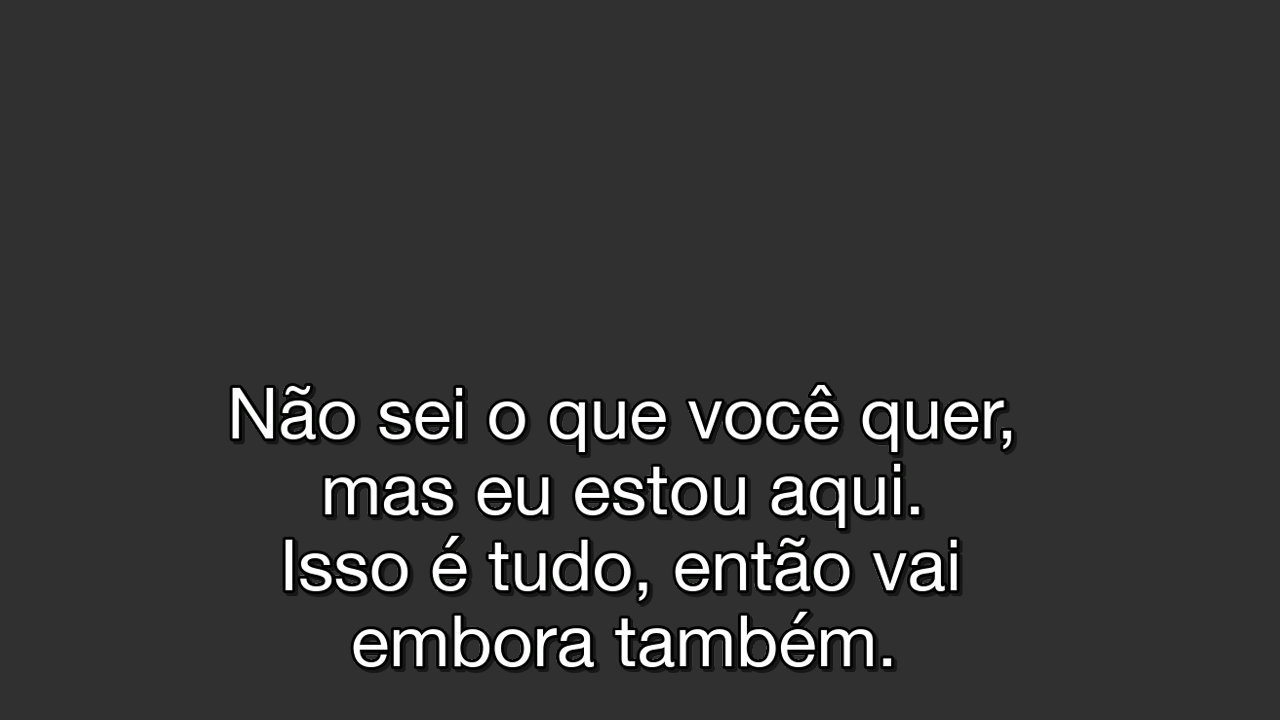 Não sei o que você quer,
mas eu estou aqui.
Isso é tudo, então vai
embora também.